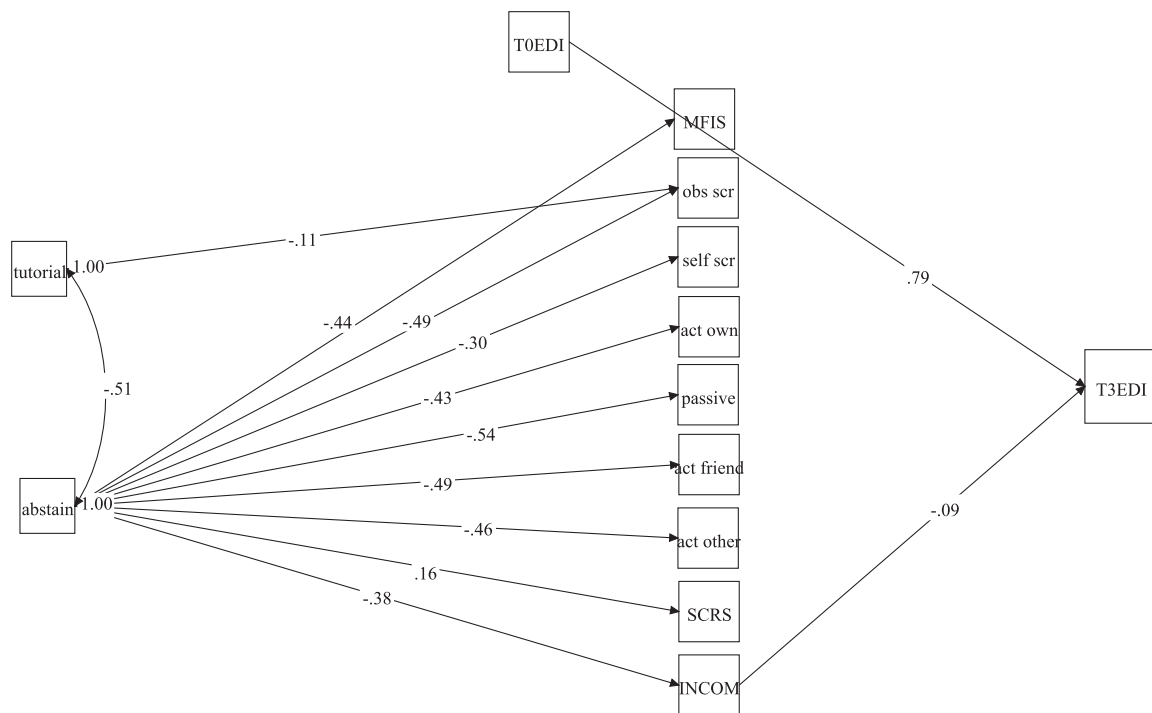 T0EDI
MFIS
obs scr
-.11
tutorial
1.00
self scr
.79
-.44
-.49
-.30
act own
-.51
-.43
passive
T3EDI
-.54
act friend
-.49
abstain
1.00
-.46
act other
-.09
.16
-.38
SCRS
INCOM